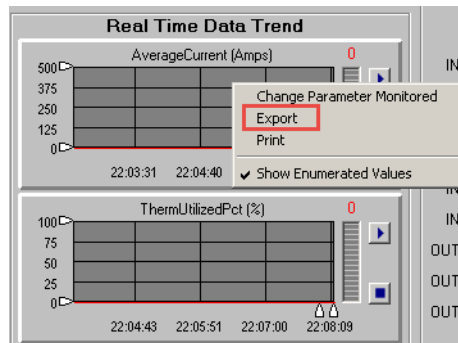 Real Time Data Trend
AverageCurrent (Amps) 0
500
375
250
125
0
22:03:31 22:04:40
IN
Change Parameter Monitored
Export
Print
Show Enumerated Values
IN
ThermUtilizedPct (%) 0
IN
100
75
50
25
0
OUT
OUT
OUT
22:04:43 22:05:51 22:07:00 22:08:09